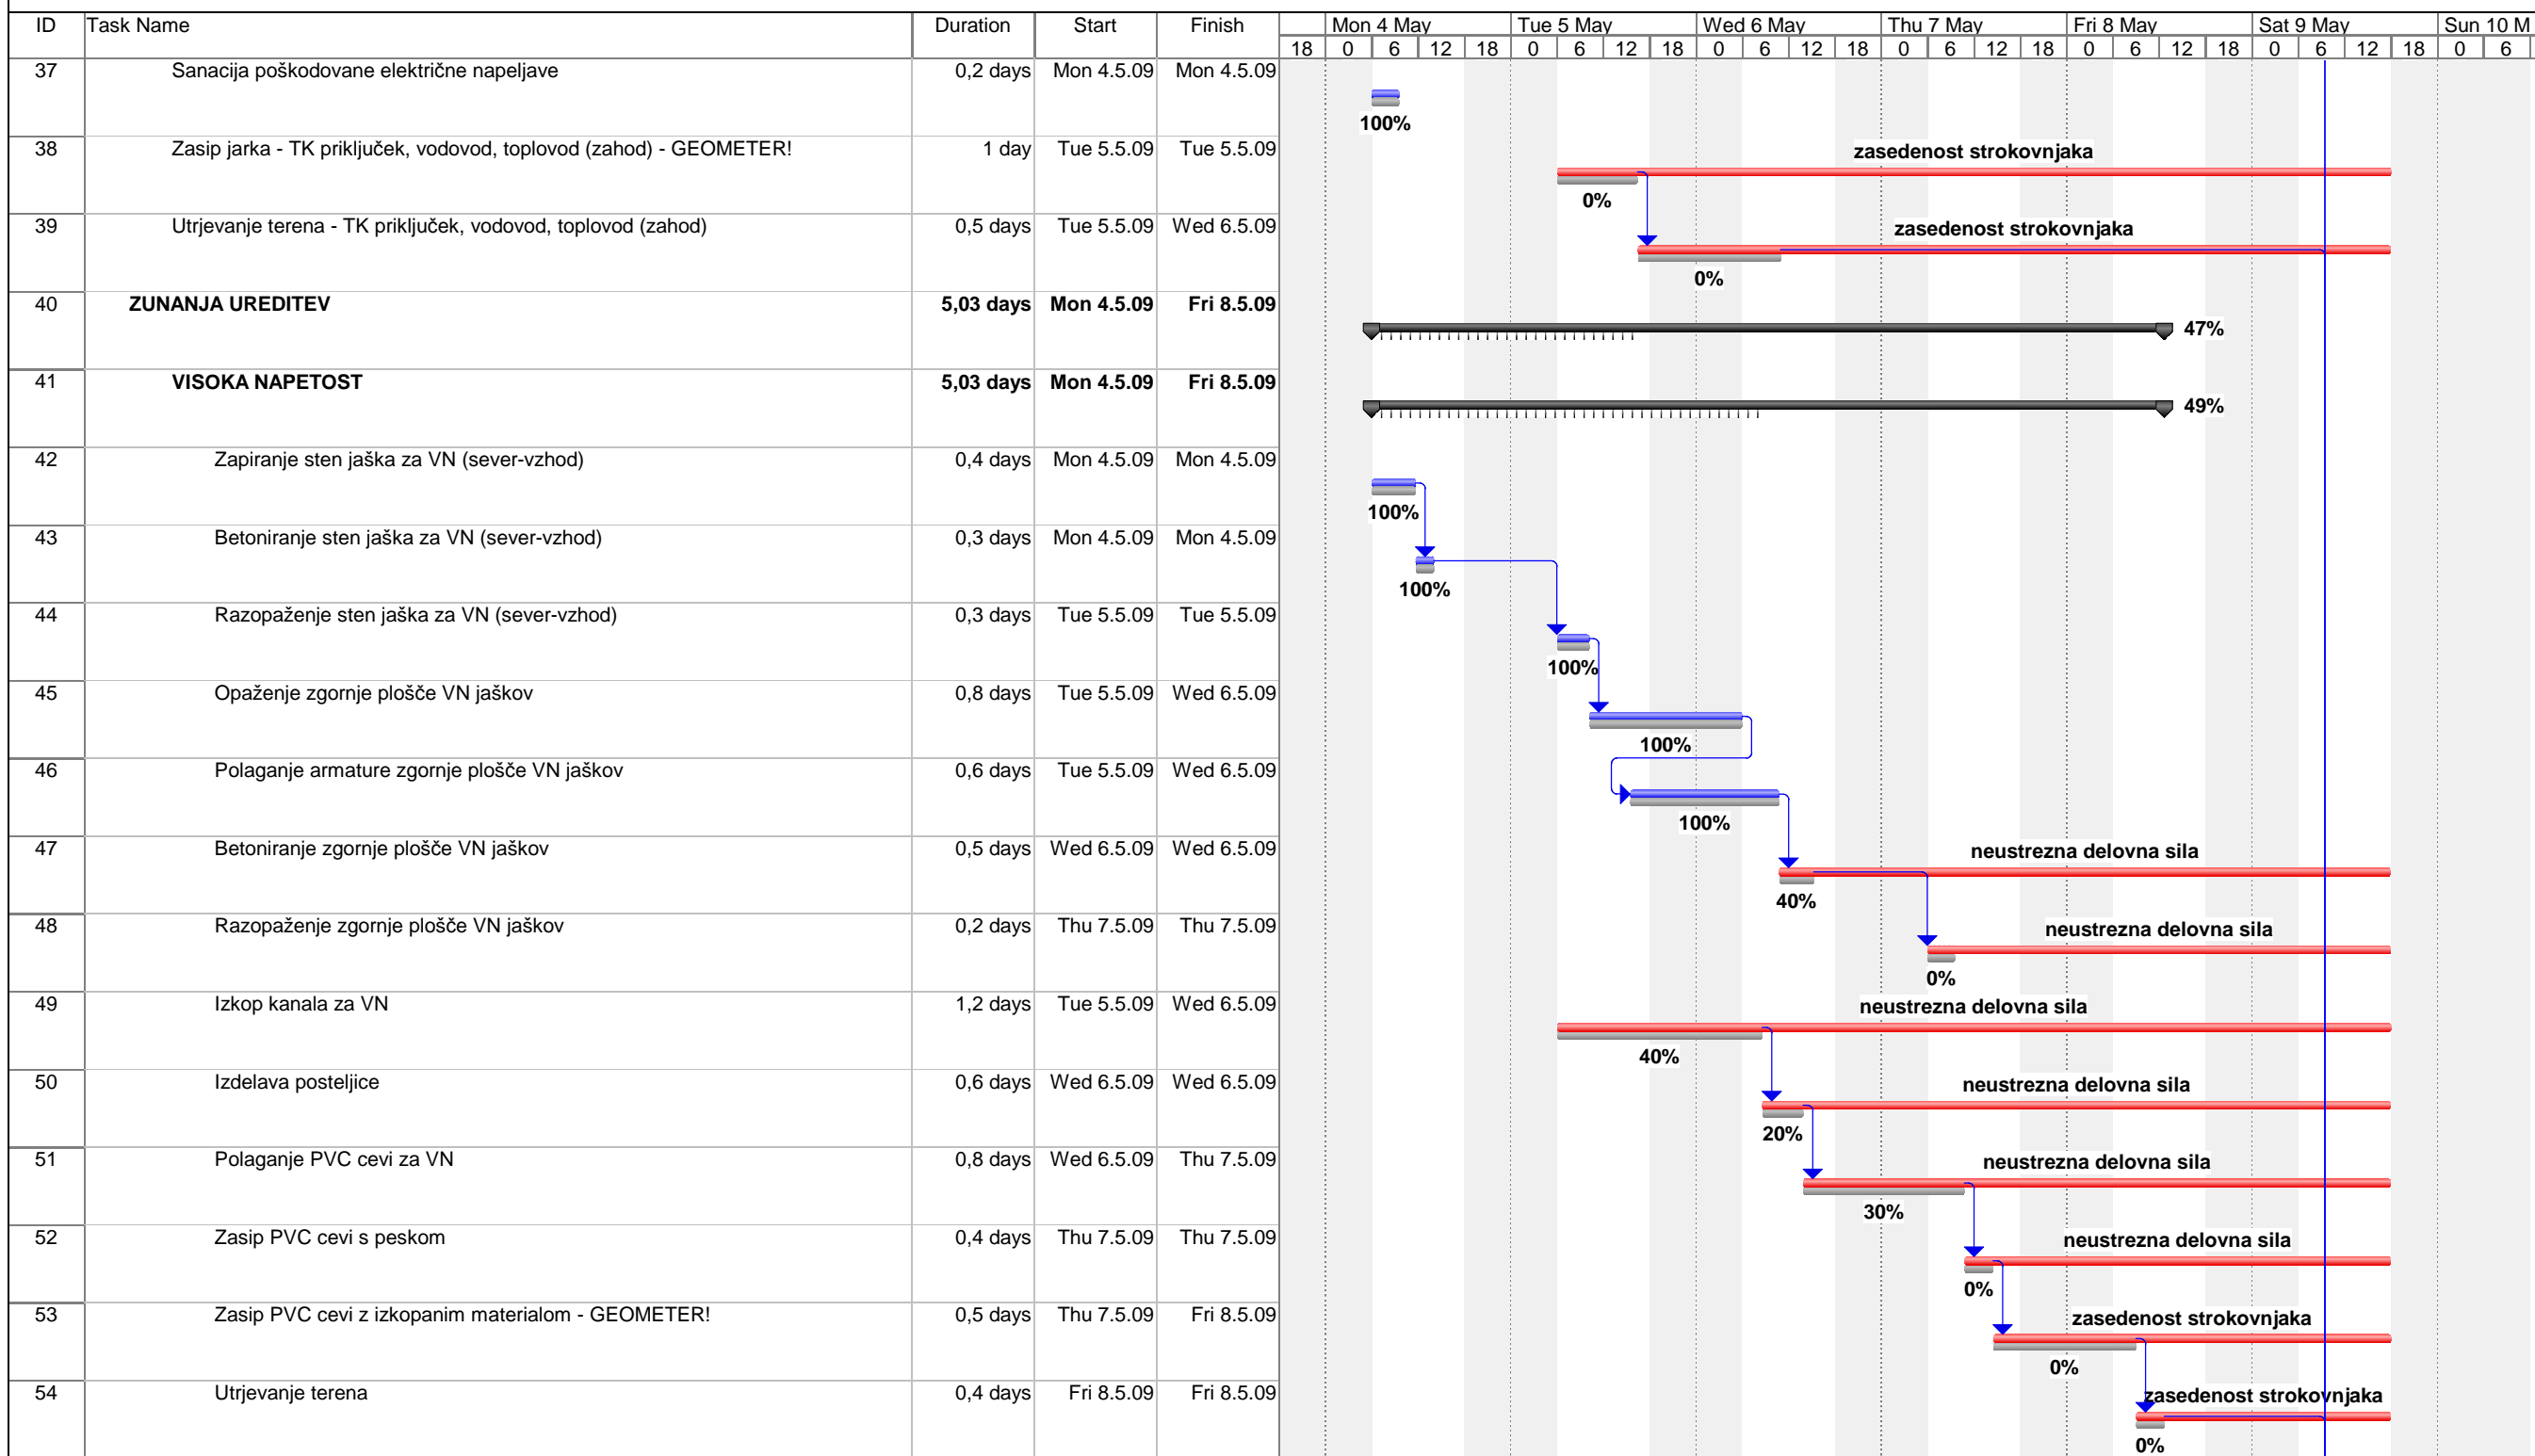 ID Task Name Duration Start Finish Mon 4 May Tue 5 May Wed 6 May Thu 7 May Fri 8 May Sat 9 May Sun 10 M
18 0 6 12 18 0 6 12 18 0 6 12 18 0 6 12 18 0 6 12 18 0 6 12 18 0 6
37 Sanacija poškodovane električne napeljave 0,2 days Mon 4.5.09 Mon 4.5.09
100%
38 Zasip jarka - TK priključek, vodovod, toplovod (zahod) - GEOMETER! 1 day Tue 5.5.09 Tue 5.5.09 zasedenost strokovnjaka
0%
39 Utrjevanje terena - TK priključek, vodovod, toplovod (zahod) 0,5 days Tue 5.5.09 Wed 6.5.09 zasedenost strokovnjaka
0%
40 ZUNANJA UREDITEV 5,03 days Mon 4.5.09 Fri 8.5.09
47%
41 VISOKA NAPETOST 5,03 days Mon 4.5.09 Fri 8.5.09
49%
42 Zapiranje sten jaška za VN (sever-vzhod) 0,4 days Mon 4.5.09 Mon 4.5.09
100%
43 Betoniranje sten jaška za VN (sever-vzhod) 0,3 days Mon 4.5.09 Mon 4.5.09
100%
44 Razopaženje sten jaška za VN (sever-vzhod) 0,3 days Tue 5.5.09 Tue 5.5.09
100%
45 Opaženje zgornje plošče VN jaškov 0,8 days Tue 5.5.09 Wed 6.5.09
100%
46 Polaganje armature zgornje plošče VN jaškov 0,6 days Tue 5.5.09 Wed 6.5.09
100%
47 Betoniranje zgornje plošče VN jaškov 0,5 days Wed 6.5.09 Wed 6.5.09 neustrezna delovna sila
40%
48 Razopaženje zgornje plošče VN jaškov 0,2 days Thu 7.5.09 Thu 7.5.09 neustrezna delovna sila
0%
49 Izkop kanala za VN 1,2 days Tue 5.5.09 Wed 6.5.09 neustrezna delovna sila
40%
50 Izdelava posteljice 0,6 days Wed 6.5.09 Wed 6.5.09 neustrezna delovna sila
20%
51 Polaganje PVC cevi za VN 0,8 days Wed 6.5.09 Thu 7.5.09 neustrezna delovna sila
30%
52 Zasip PVC cevi s peskom 0,4 days Thu 7.5.09 Thu 7.5.09 neustrezna delovna sila
0%
53 Zasip PVC cevi z izkopanim materialom - GEOMETER! 0,5 days Thu 7.5.09 Fri 8.5.09 zasedenost strokovnjaka
0%
54 Utrjevanje terena 0,4 days Fri 8.5.09 Fri 8.5.09 zasedenost strokovnjaka
0%